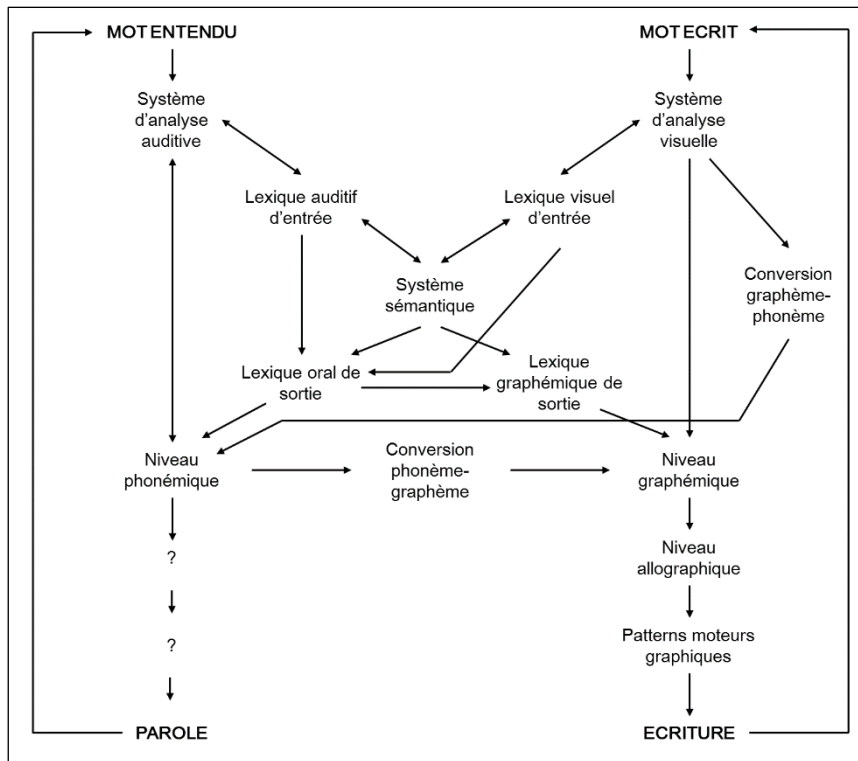 MOT ENTENDU
MOT ECRIT
Système
d'analyse
auditive
Système
d'analyse
visuelle
Lexique auditif
d'entrée
Lexique visuel
d'entrée
Système
sémantique
Conversion
graphème-
phonème
Lexique oral de
sortie
Lexique
graphémique de
sortie
Niveau
phonémique
Conversion
phonème-
graphème
Niveau
graphémique
?
Niveau
allographique
?
Patterns moteurs
graphiques
PAROLE
ECRITURE